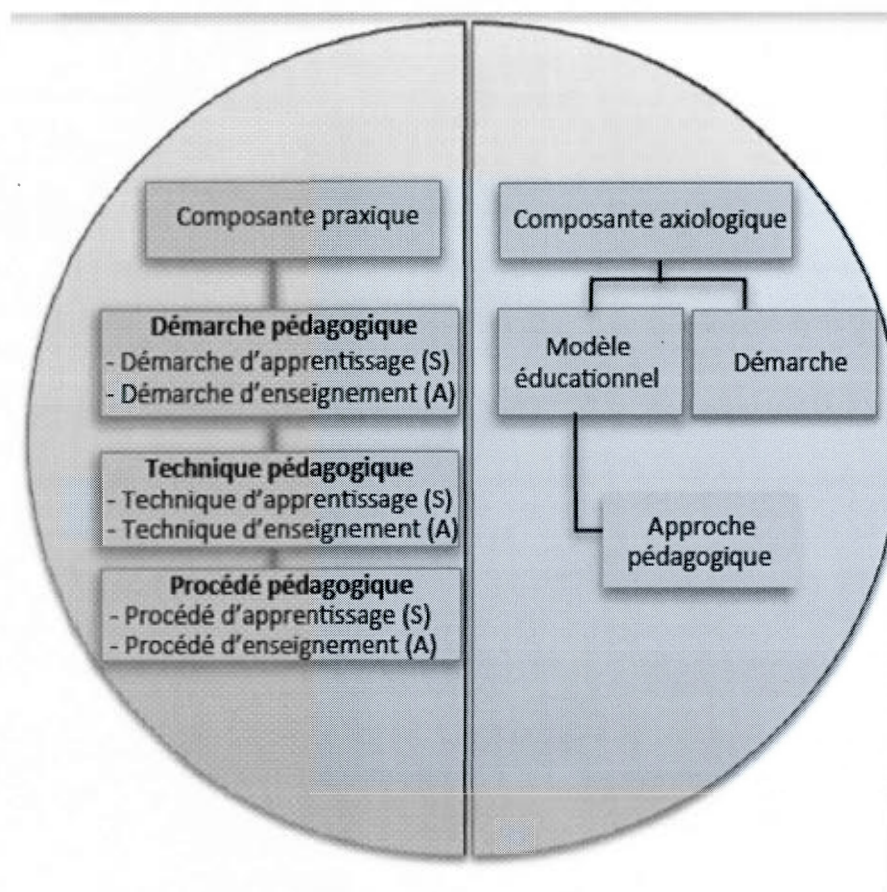 Composante praxique
Démarche pédagogique
- Démarche d'apprentissage (S)
- Démarche d'enseignement (A)
Technique pédagogique
- Technique d'apprentissage (S)
- Technique d'enseignement (A)
Procédé pédagogique
- Procédé d'apprentissage (S)
- Procédé d'enseignement (A)
Composante axiologique
Modèle
éducationnel
Démarche
Approche
pédagogique